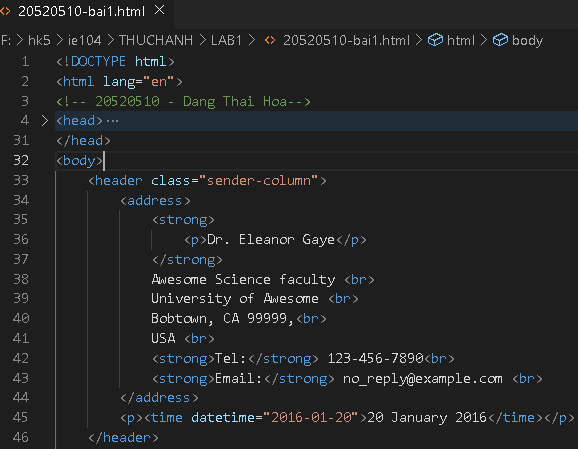 20520510-bai1.html
F: > hk5 > ie104 > THUCHANH > LAB1 > 20520510-bai1.html > html > body
1 <!DOCTYPE html>
2 <html lang="en">
3 <!-- 20520510 - Dang Thai Hoa-->
4 <head>…
31 </head>
32 <body>
33 <header class="sender-column">
34 <address>
35 <strong>
36 <p>Dr. Eleanor Gaye</p>
37 </strong>
38 Awesome Science faculty <br>
39 University of Awesome <br>
40 Bobtown, CA 99999,<br>
41 USA <br>
42 <strong>Tel:</strong> 123-456-7890<br>
43 <strong>Email:</strong> no_reply@example.com <br>
44 </address>
45 <p><time datetime="2016-01-20">20 January 2016</time></p>
46 </header>